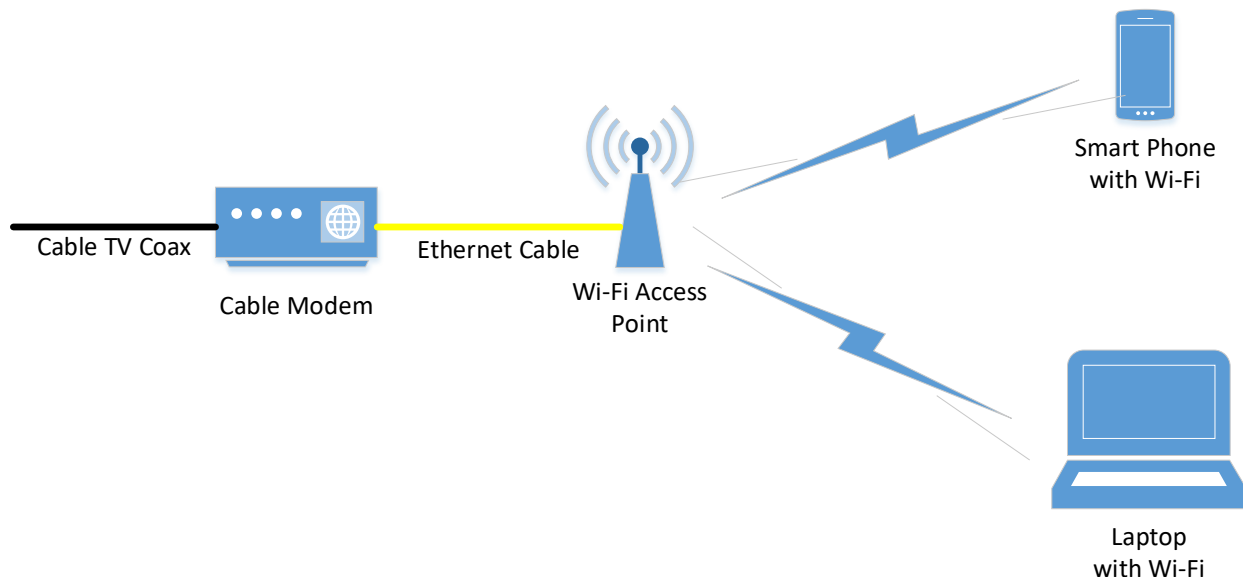 Cable TV Coax
Cable Modem
Ethernet Cable
Wi-Fi Access
Point
Smart Phone
with Wi-Fi
Laptop
with Wi-Fi